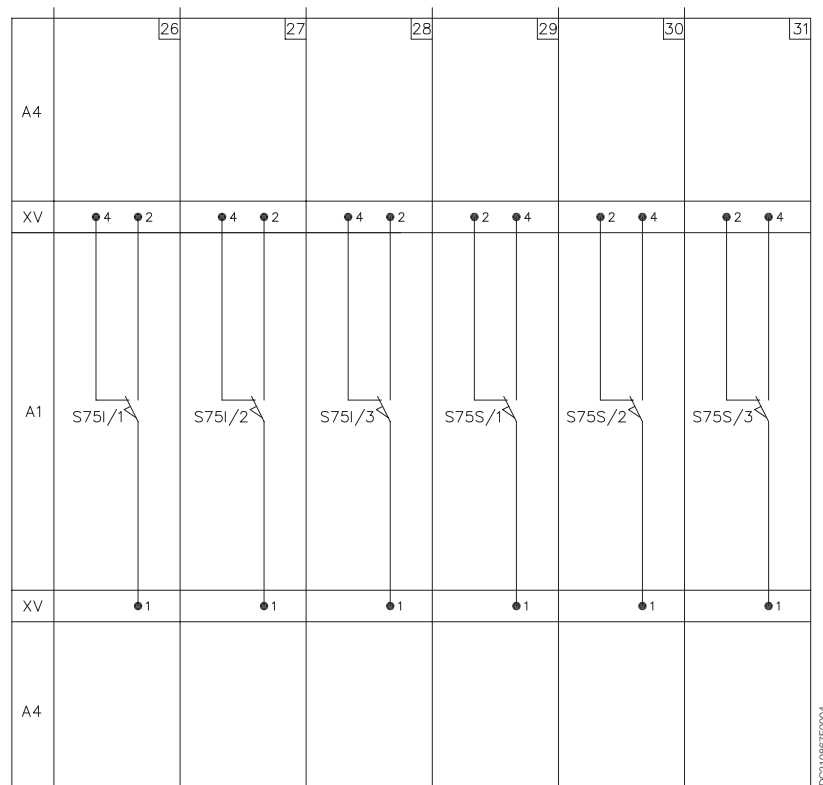 26 27 28 29 30 31
A4
XV 4 2 4 2 4 2 2 4 2 4 2 4
A1 S75I/1 S75I/2 S75I/3 S75S/1 S75S/2 S75S/3
XV 1 1 1 1 1 1
A4